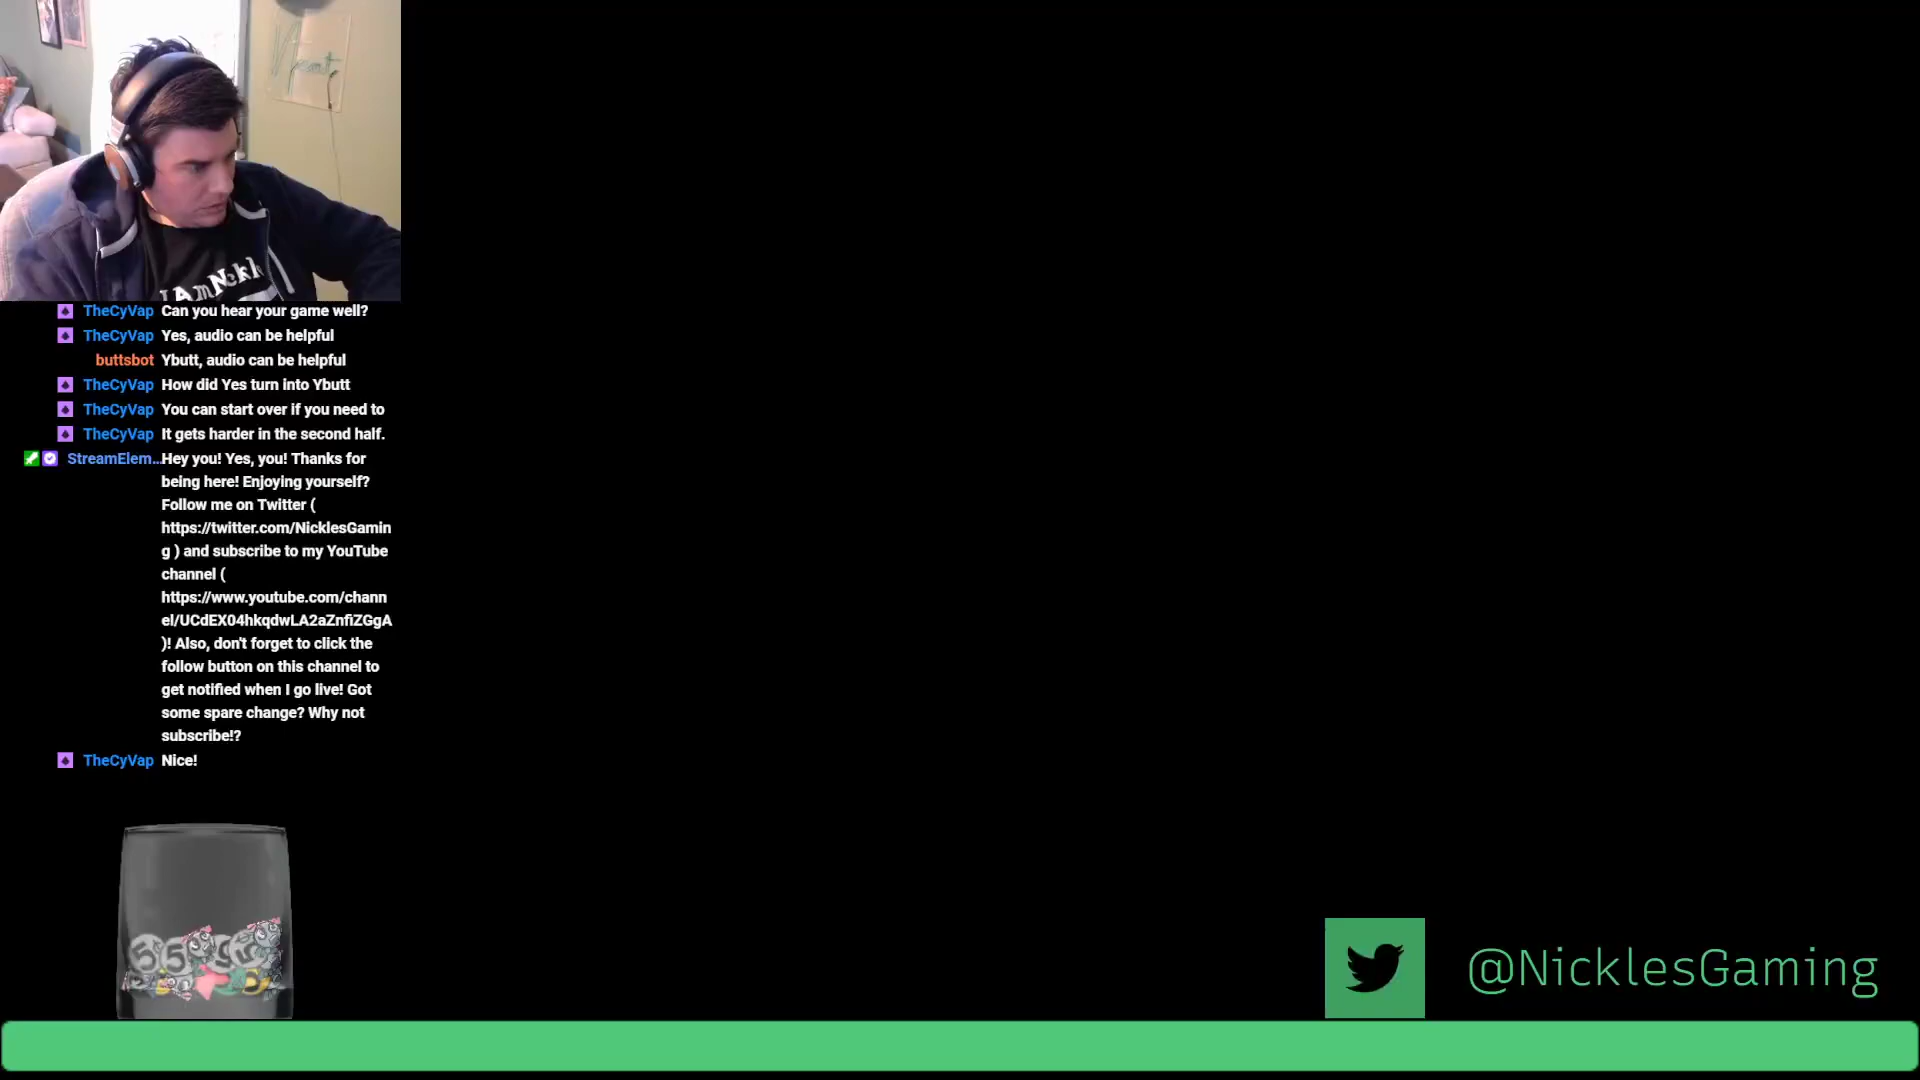 TheCyVap Can you hear your game well?
TheCyVap Yes, audio can be helpful
buttsbot Ybutt, audio can be helpful
TheCyVap How did Yes turn into Ybutt
TheCyVap You can start over if you need to
TheCyVap It gets harder in the second half.
StreamElem... Hey you! Yes, you! Thanks for
being here! Enjoying yourself?
Follow me on Twitter (
https://twitter.com/NicklesGamin
g ) and subscribe to my YouTube
channel (
https://www.youtube.com/chann
el/UCdEX04hkqdwLA2aZnfiZGgA
)! Also, don't forget to click the
follow button on this channel to
get notified when I go live! Got
some spare change? Why not
subscribe!?
TheCyVap Nice!
@NicklesGaming